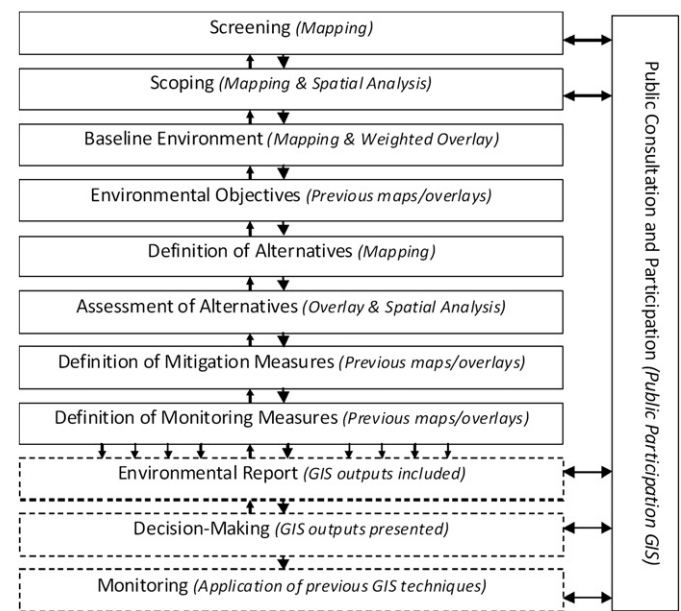 Screening (Mapping)
Scoping (Mapping & Spatial Analysis)
Baseline Environment (Mapping & Weighted Overlay)
Environmental Objectives (Previous maps/overlays)
Definition of Alternatives (Mapping)
Assessment of Alternatives (Overlay & Spatial Analysis)
Definition of Mitigation Measures (Previous maps/overlays)
Definition of Monitoring Measures (Previous maps/overlays)
Environmental Report (GIS outputs included)
Decision-Making (GIS outputs presented)
Monitoring (Application of previous GIS techniques)
Public Consultation and Participation (Public Participation GIS)